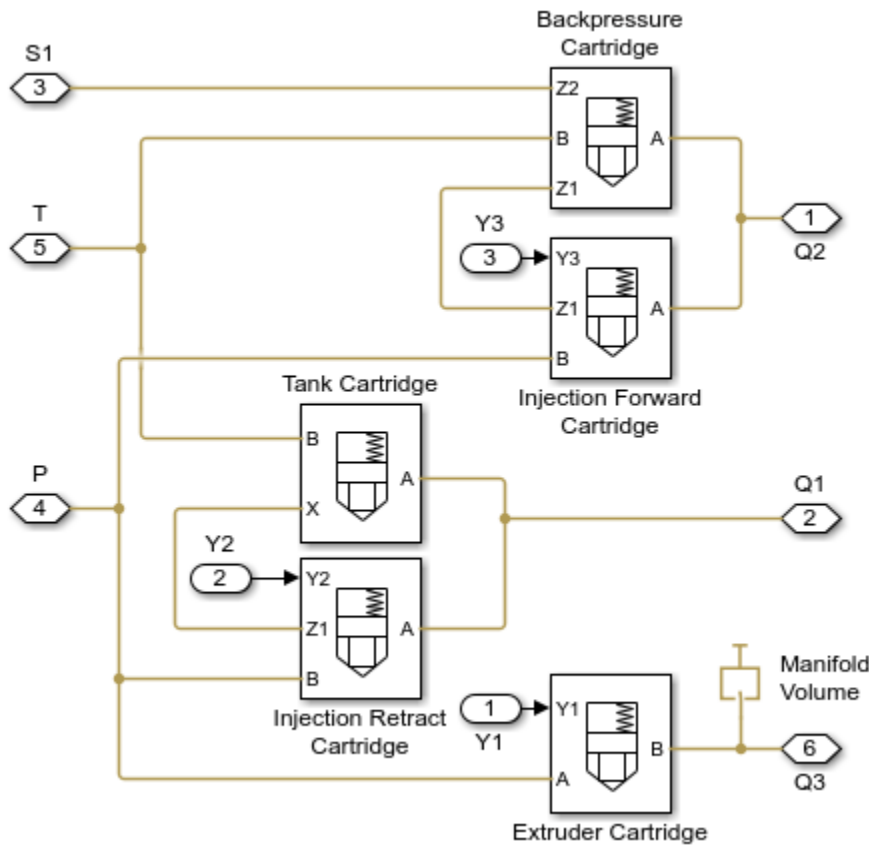 Backpressure
Cartridge
S1
3
Z2
B
A
Z1
T
5
1
Q2
Y3
3
Y3
Z1
A
B
Injection Forward
Cartridge
Tank Cartridge
B
A
X
P
4
Q1
2
Y2
2
Y2
Z1
A
B
Injection Retract
Cartridge
Manifold
Volume
1
Y1
Y1
B
A
6
Q3
Extruder Cartridge